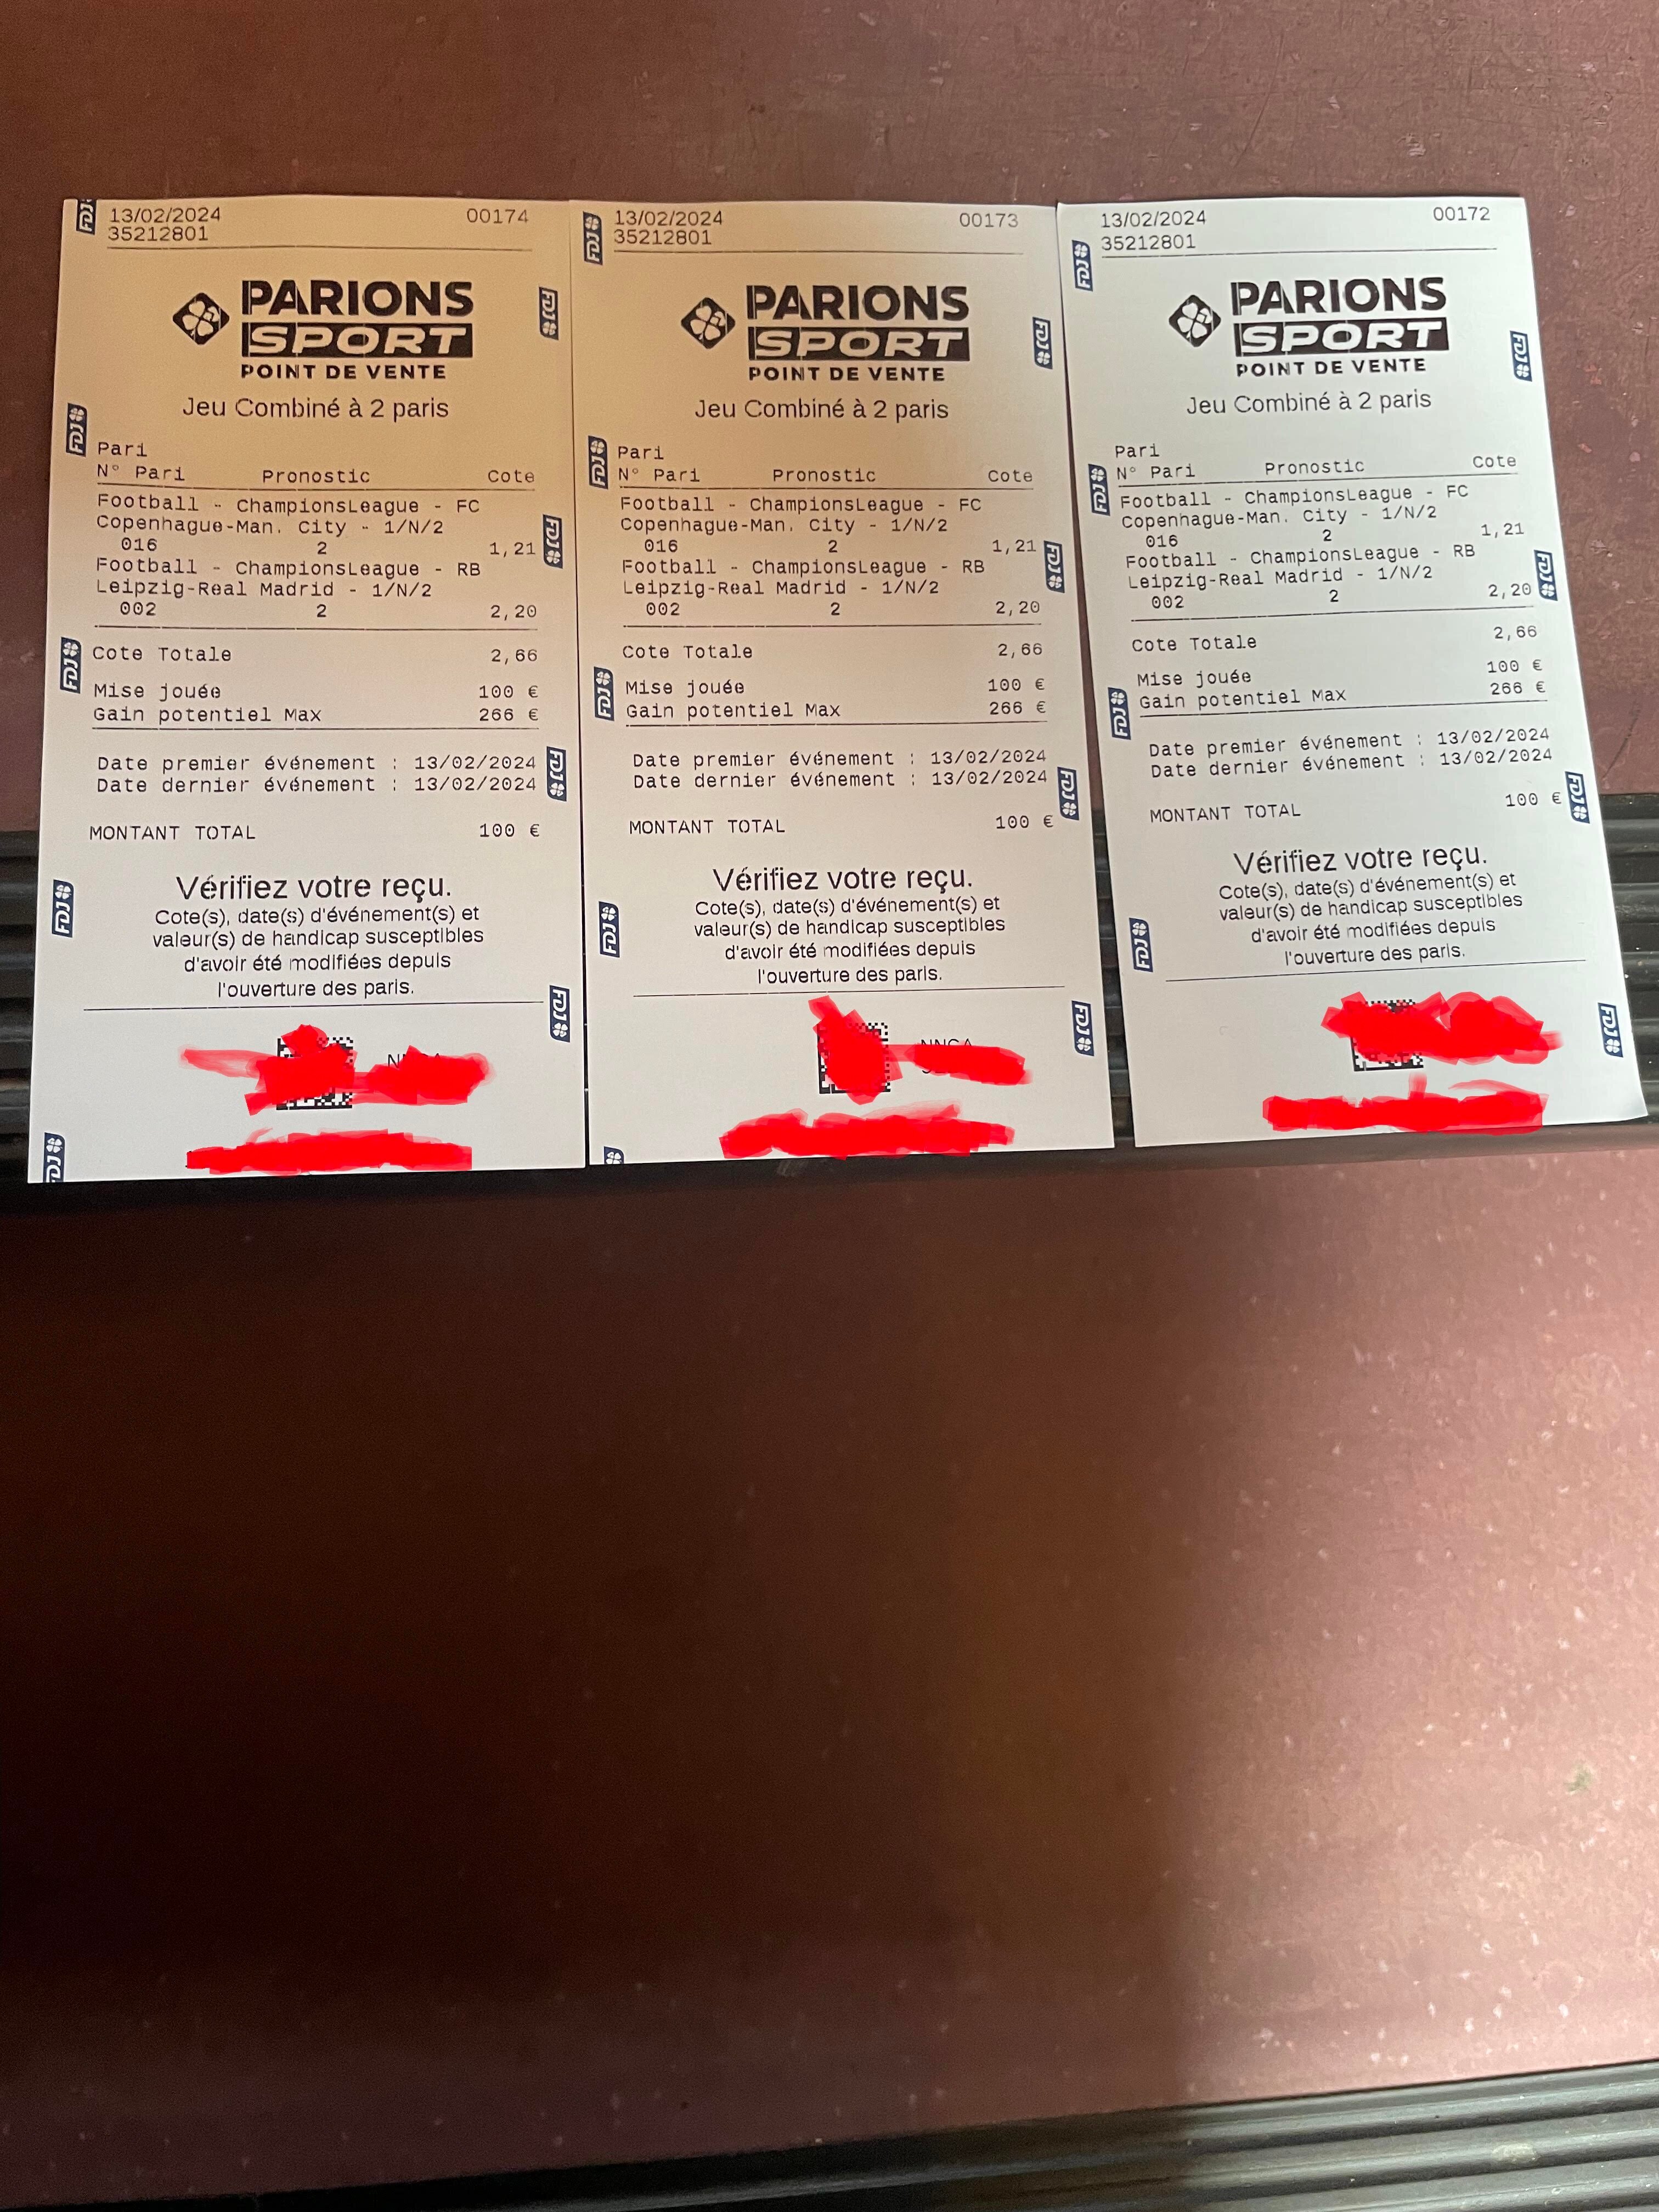 13/02/2024 00174
35212801
PARIONS
SPORT
POINT DE VENTE
Jeu Combiné à 2 paris
Pari
N° Pari Pronostic Cote
Football - ChampionsLeague - FC
Copenhague-Man. City - 1/N/2
016 2 1,21
Football - ChampionsLeague - RB
Leipzig-Real Madrid - 1/N/2
002 2 2,20
Cote Totale 2,66
Mise jouée 100 €
Gain potentiel Max 266 €
Date premier événement : 13/02/2024
Date dernier événement : 13/02/2024
MONTANT TOTAL 100 €
Vérifiez votre reçu.
Cote(s), date(s) d'événement(s) et
valeur(s) de handicap susceptibles
d'avoir été modifiées depuis
l'ouverture des paris.
FDJ
13/02/2024 00173
35212801
PARIONS
SPORT
POINT DE VENTE
Jeu Combiné à 2 paris
Pari
N° Pari Pronostic Cote
Football - ChampionsLeague - FC
Copenhague-Man. City - 1/N/2
016 2 1,21
Football - ChampionsLeague - RB
Leipzig-Real Madrid - 1/N/2
002 2 2,20
Cote Totale 2,66
Mise jouée 100 €
Gain potentiel Max 266 €
Date premier événement : 13/02/2024
Date dernier événement : 13/02/2024
MONTANT TOTAL 100 €
Vérifiez votre reçu.
Cote(s), date(s) d'événement(s) et
valeur(s) de handicap susceptibles
d'avoir été modifiées depuis
l'ouverture des paris.
FDJ
13/02/2024 00172
35212801
PARIONS
SPORT
POINT DE VENTE
Jeu Combiné à 2 paris
Pari
N° Pari Pronostic Cote
Football - ChampionsLeague - FC
Copenhague-Man. City - 1/N/2
016 2 1,21
Football - ChampionsLeague - RB
Leipzig-Real Madrid - 1/N/2
002 2 2,20
Cote Totale 2,66
Mise jouée 100 €
Gain potentiel Max 266 €
Date premier événement : 13/02/2024
Date dernier événement : 13/02/2024
MONTANT TOTAL 100 €
Vérifiez votre reçu.
Cote(s), date(s) d'événement(s) et
valeur(s) de handicap susceptibles
d'avoir été modifiées depuis
l'ouverture des paris.
FDJ